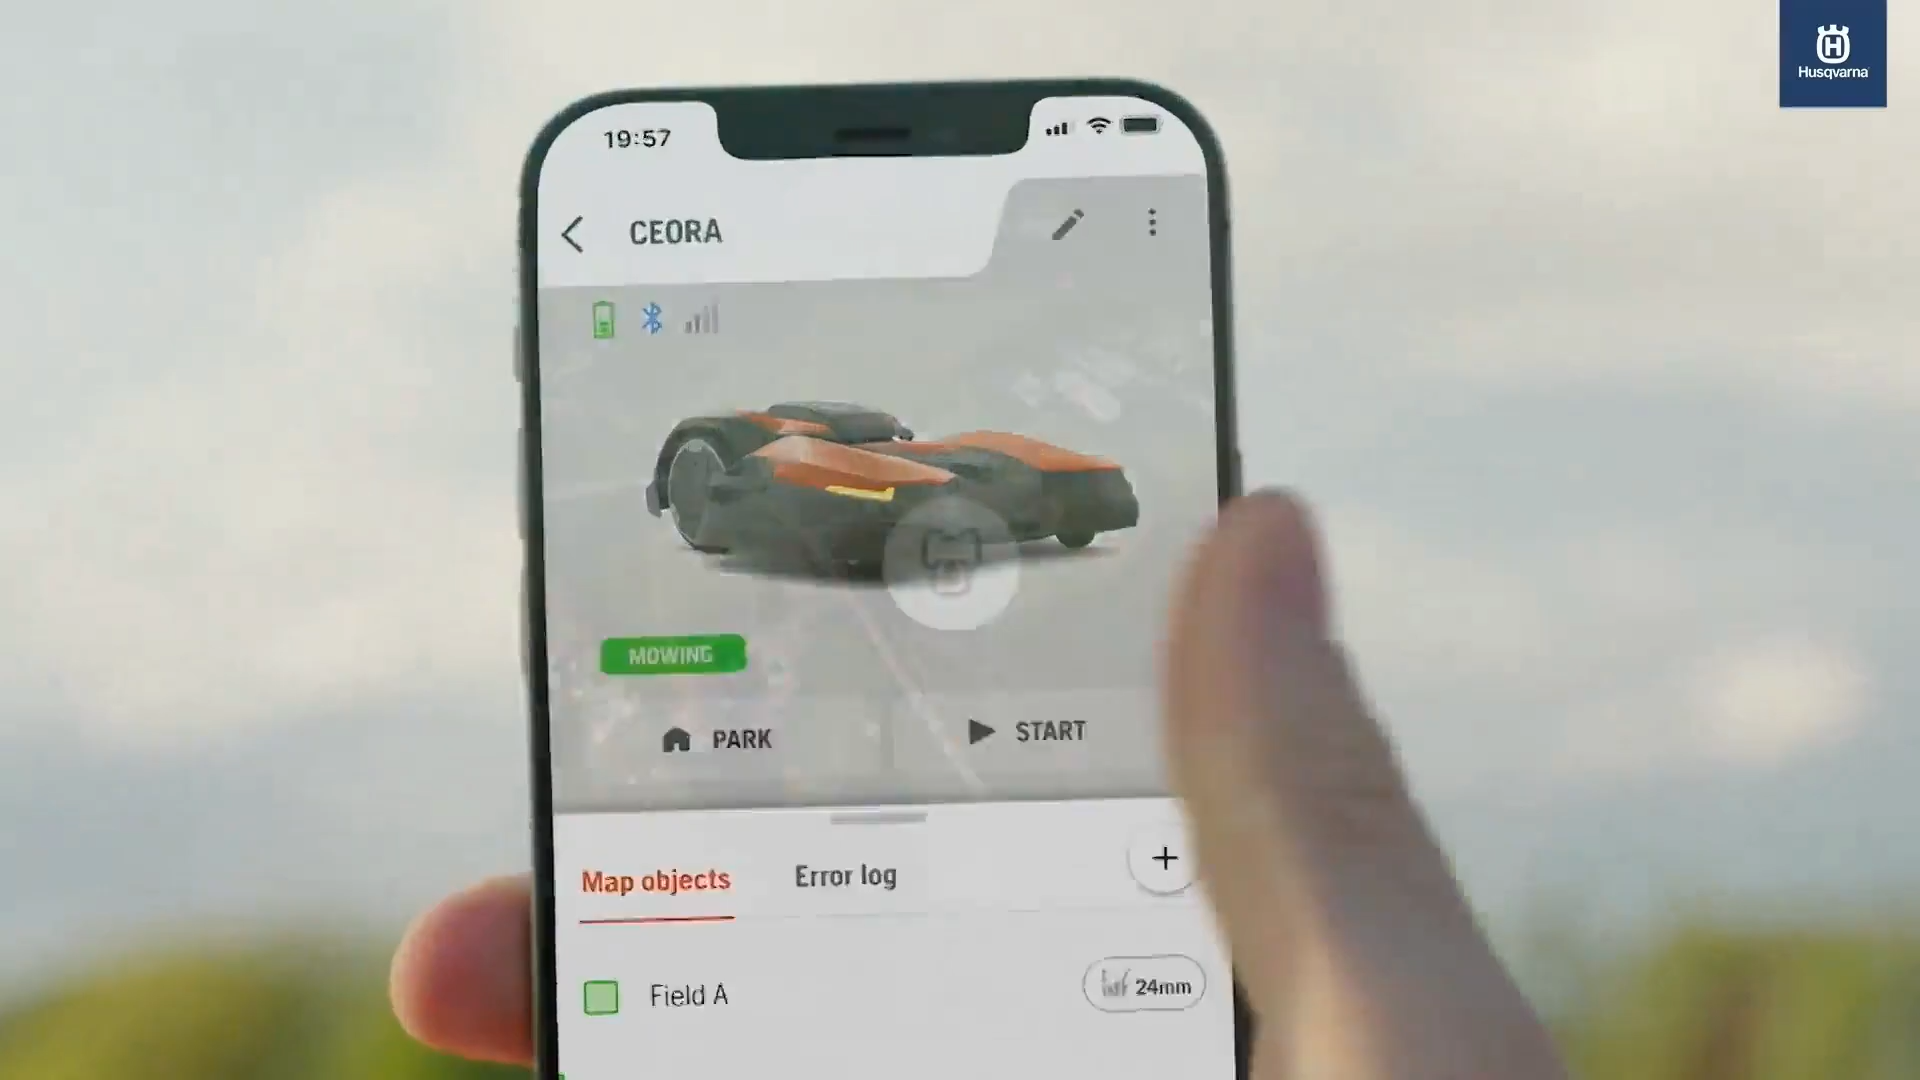 Husqvarna
19:57
CEORA
MOWING
PARK
START
Map objects
Error log
+
Field A
24mm